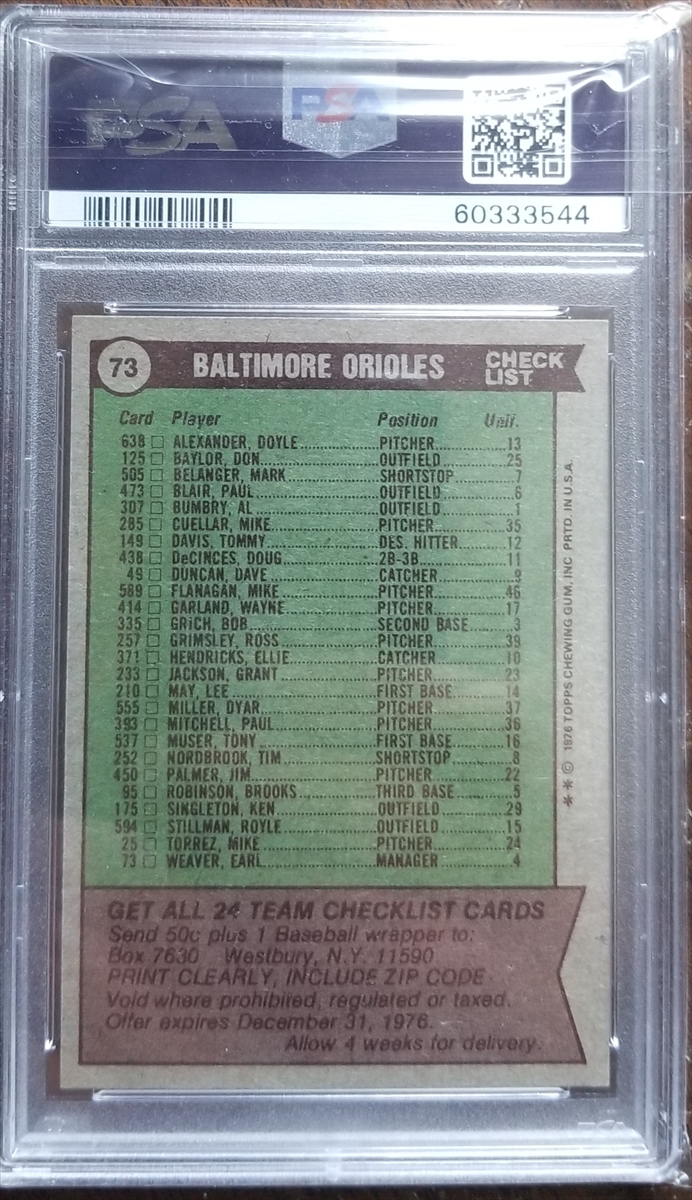 PSA
PSA
60333544
73 BALTIMORE ORIOLES CHECK LIST
Card Player Position Unif.
638 ALEXANDER, DOYLE PITCHER 13
125 BAYLOR, DON OUTFIELD 25
505 BELANGER, MARK SHORTSTOP 7
473 BLAIR, PAUL OUTFIELD 6
307 BUMBRY, AL OUTFIELD 1
285 CUELLAR, MIKE PITCHER 35
149 DAVIS, TOMMY DES. HITTER 12
438 DeCINCES, DOUG 2B-3B 11
49 DUNCAN, DAVE CATCHER 9
589 FLANAGAN, MIKE PITCHER 46
414 GARLAND, WAYNE PITCHER 17
335 GRICH, BOB SECOND BASE 3
257 GRIMSLEY, ROSS PITCHER 39
371 HENDRICKS, ELLIE CATCHER 10
233 JACKSON, GRANT PITCHER 23
210 MAY, LEE FIRST BASE 14
555 MILLER, DYAR PITCHER 37
393 MITCHELL, PAUL PITCHER 36
537 MUSER, TONY FIRST BASE 16
252 NORDBROOK, TIM SHORTSTOP 8
450 PALMER, JIM PITCHER 22
95 ROBINSON, BROOKS THIRD BASE 5
175 SINGLETON, KEN OUTFIELD 29
594 STILLMAN, ROYLE OUTFIELD 15
25 TORREZ, MIKE PITCHER 24
73 WEAVER, EARL MANAGER 4
GET ALL 24 TEAM CHECKLIST CARDS
Send 50c plus 1 Baseball wrapper to:
Box 7630 Westbury, N.Y. 11590
PRINT CLEARLY, INCLUDE ZIP CODE
Void where prohibited, regulated or taxed.
Offer expires December 31, 1976.
Allow 4 weeks for delivery.
**© 1976 TOPPS CHEWING GUM, INC PRTD. IN U.S.A.